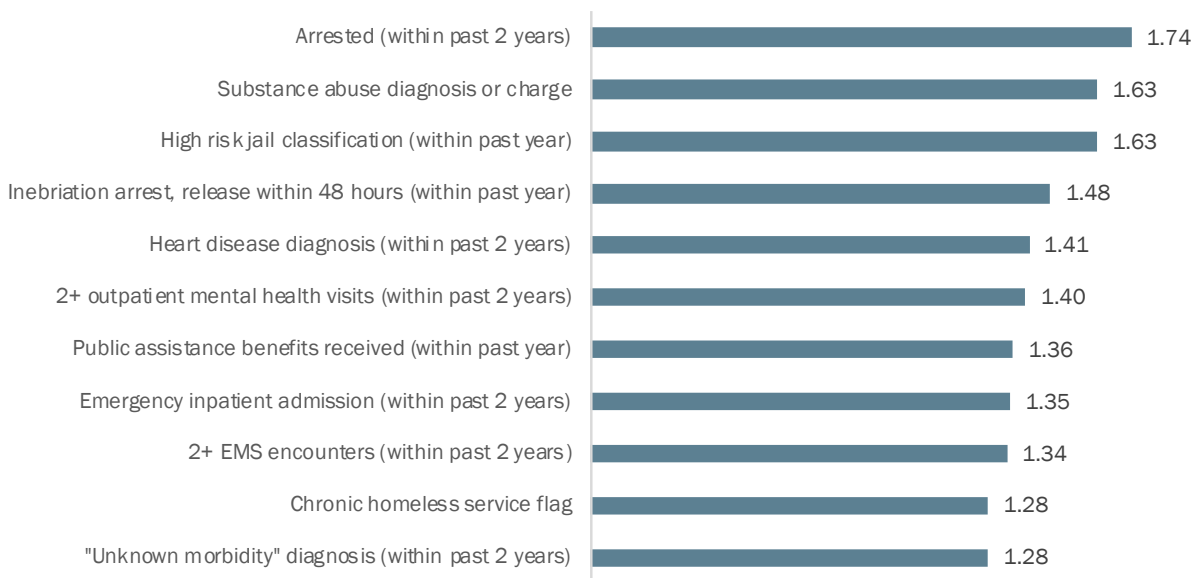 Arrested (within past 2 years) 1.74
Substance abuse diagnosis or charge 1.63
High risk jail classification (within past year) 1.63
Inebriation arrest, release within 48 hours (within past year) 1.48
Heart disease diagnosis (within past 2 years) 1.41
2+ outpatient mental health visits (within past 2 years) 1.40
Public assistance benefits received (within past year) 1.36
Emergency inpatient admission (within past 2 years) 1.35
2+ EMS encounters (within past 2 years) 1.34
Chronic homeless service flag 1.28
"Unknown morbidity" diagnosis (within past 2 years) 1.28